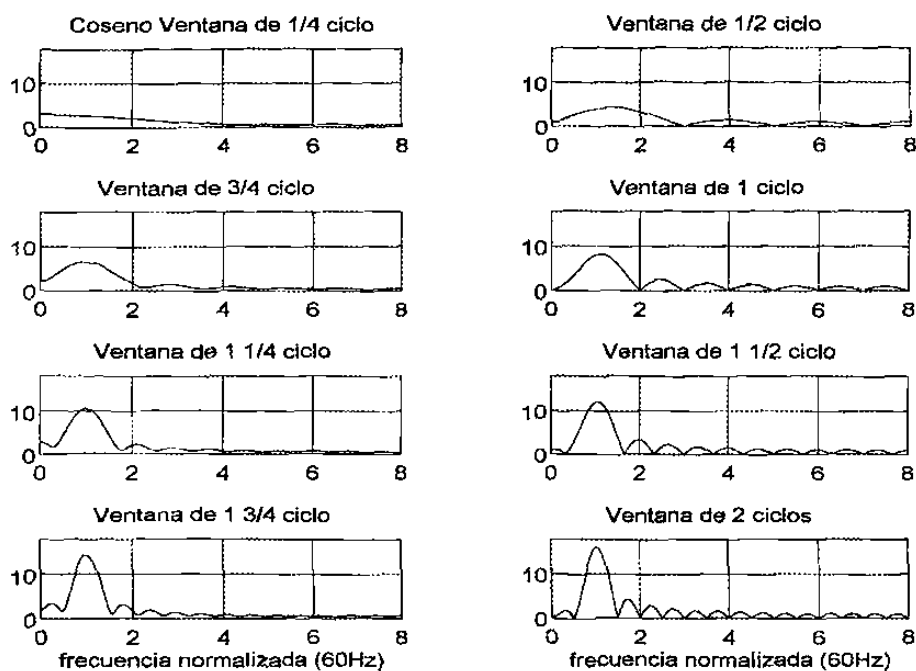 Coseno Ventana de 1/4 ciclo
10
0
0 2 4 6 8
Ventana de 1/2 ciclo
10
0
0 2 4 6 8
Ventana de 3/4 ciclo
10
0
0 2 4 6 8
Ventana de 1 ciclo
10
0
0 2 4 6 8
Ventana de 1 1/4 ciclo
10
0
0 2 4 6 8
Ventana de 1 1/2 ciclo
10
0
0 2 4 6 8
Ventana de 1 3/4 ciclo
10
0
0 2 4 6 8
frecuencia normalizada (60Hz)
Ventana de 2 ciclos
10
0
0 2 4 6 8
frecuencia normalizada (60Hz)